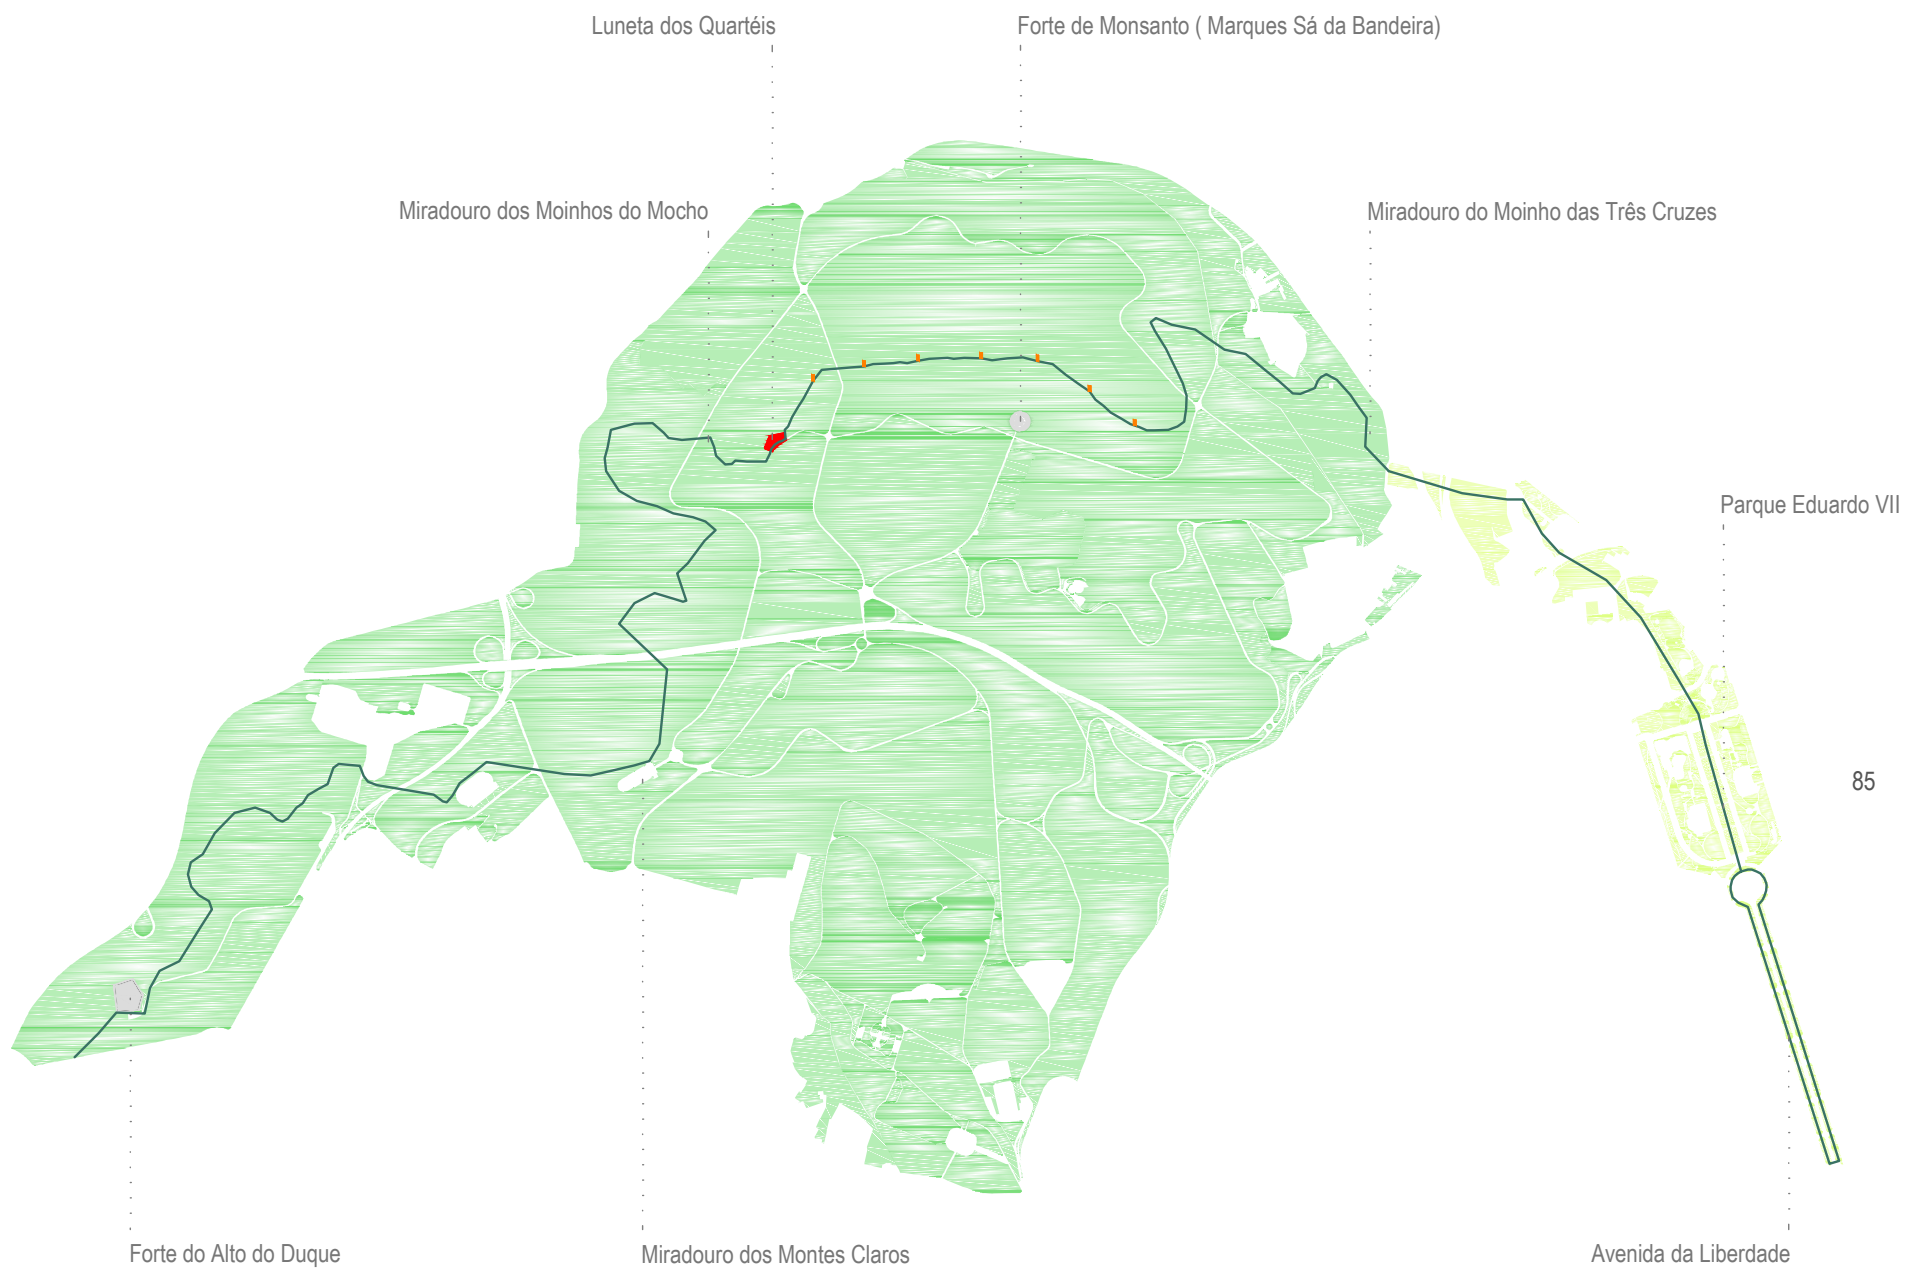 Luneta dos Quartéis
Forte de Monsanto ( Marques Sá da Bandeira)
Miradouro dos Moinhos do Mocho
Miradouro do Moinho das Três Cruzes
Parque Eduardo VII
85
Forte do Alto do Duque
Miradouro dos Montes Claros
Avenida da Liberdade